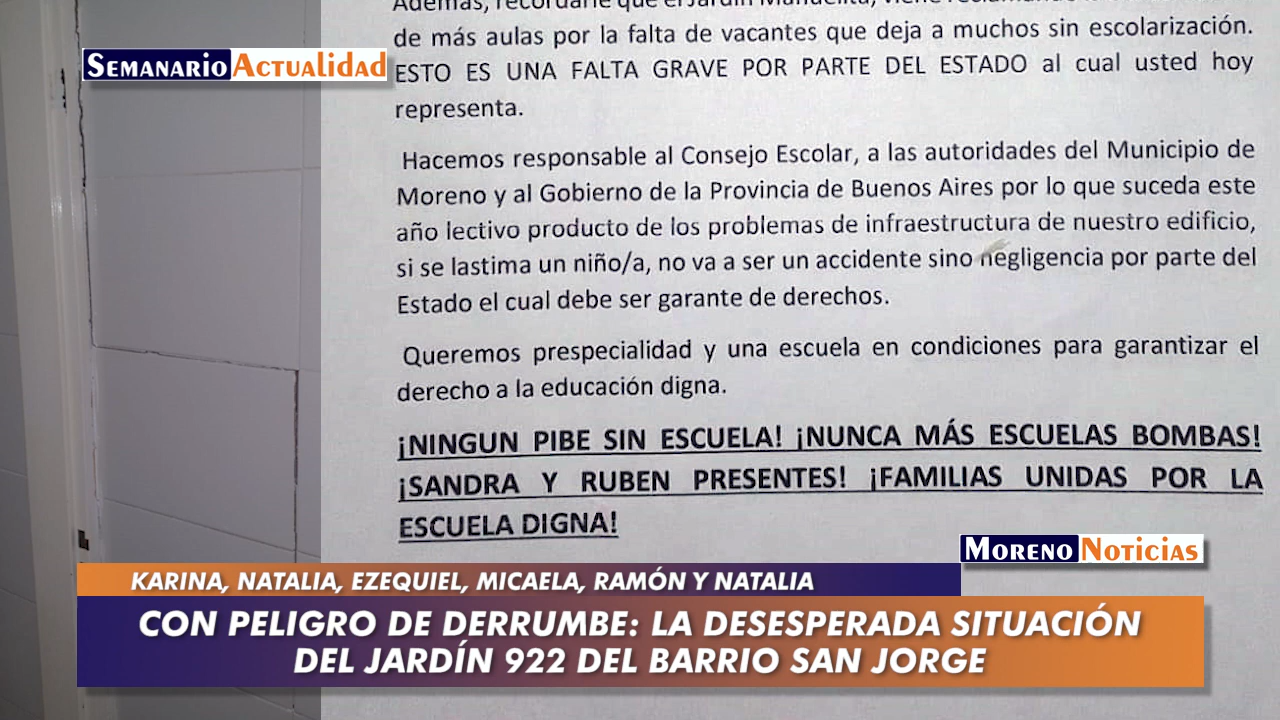 Además, recordarle que el Jardín Manuelita, viene
de más aulas por la falta de vacantes que deja a muchos sin escolarización.
ESTO ES UNA FALTA GRAVE POR PARTE DEL ESTADO al cual usted hoy
representa.
Hacemos responsable al Consejo Escolar, a las autoridades del Municipio de
Moreno y al Gobierno de la Provincia de Buenos Aires por lo que suceda este
año lectivo producto de los problemas de infraestructura de nuestro edificio,
si se lastima un niño/a, no va a ser un accidente sino negligencia por parte del
Estado el cual debe ser garante de derechos.
Queremos prespecialidad y una escuela en condiciones para garantizar el
derecho a la educación digna.
¡NINGUN PIBE SIN ESCUELA! ¡NUNCA MÁS ESCUELAS BOMBAS!
¡SANDRA Y RUBEN PRESENTES! ¡FAMILIAS UNIDAS POR LA
ESCUELA DIGNA!
SEMANARIO ACTUALIDAD
MORENO NOTICIAS
KARINA, NATALIA, EZEQUIEL, MICAELA, RAMÓN Y NATALIA
CON PELIGRO DE DERRUMBE: LA DESESPERADA SITUACIÓN
DEL JARDÍN 922 DEL BARRIO SAN JORGE